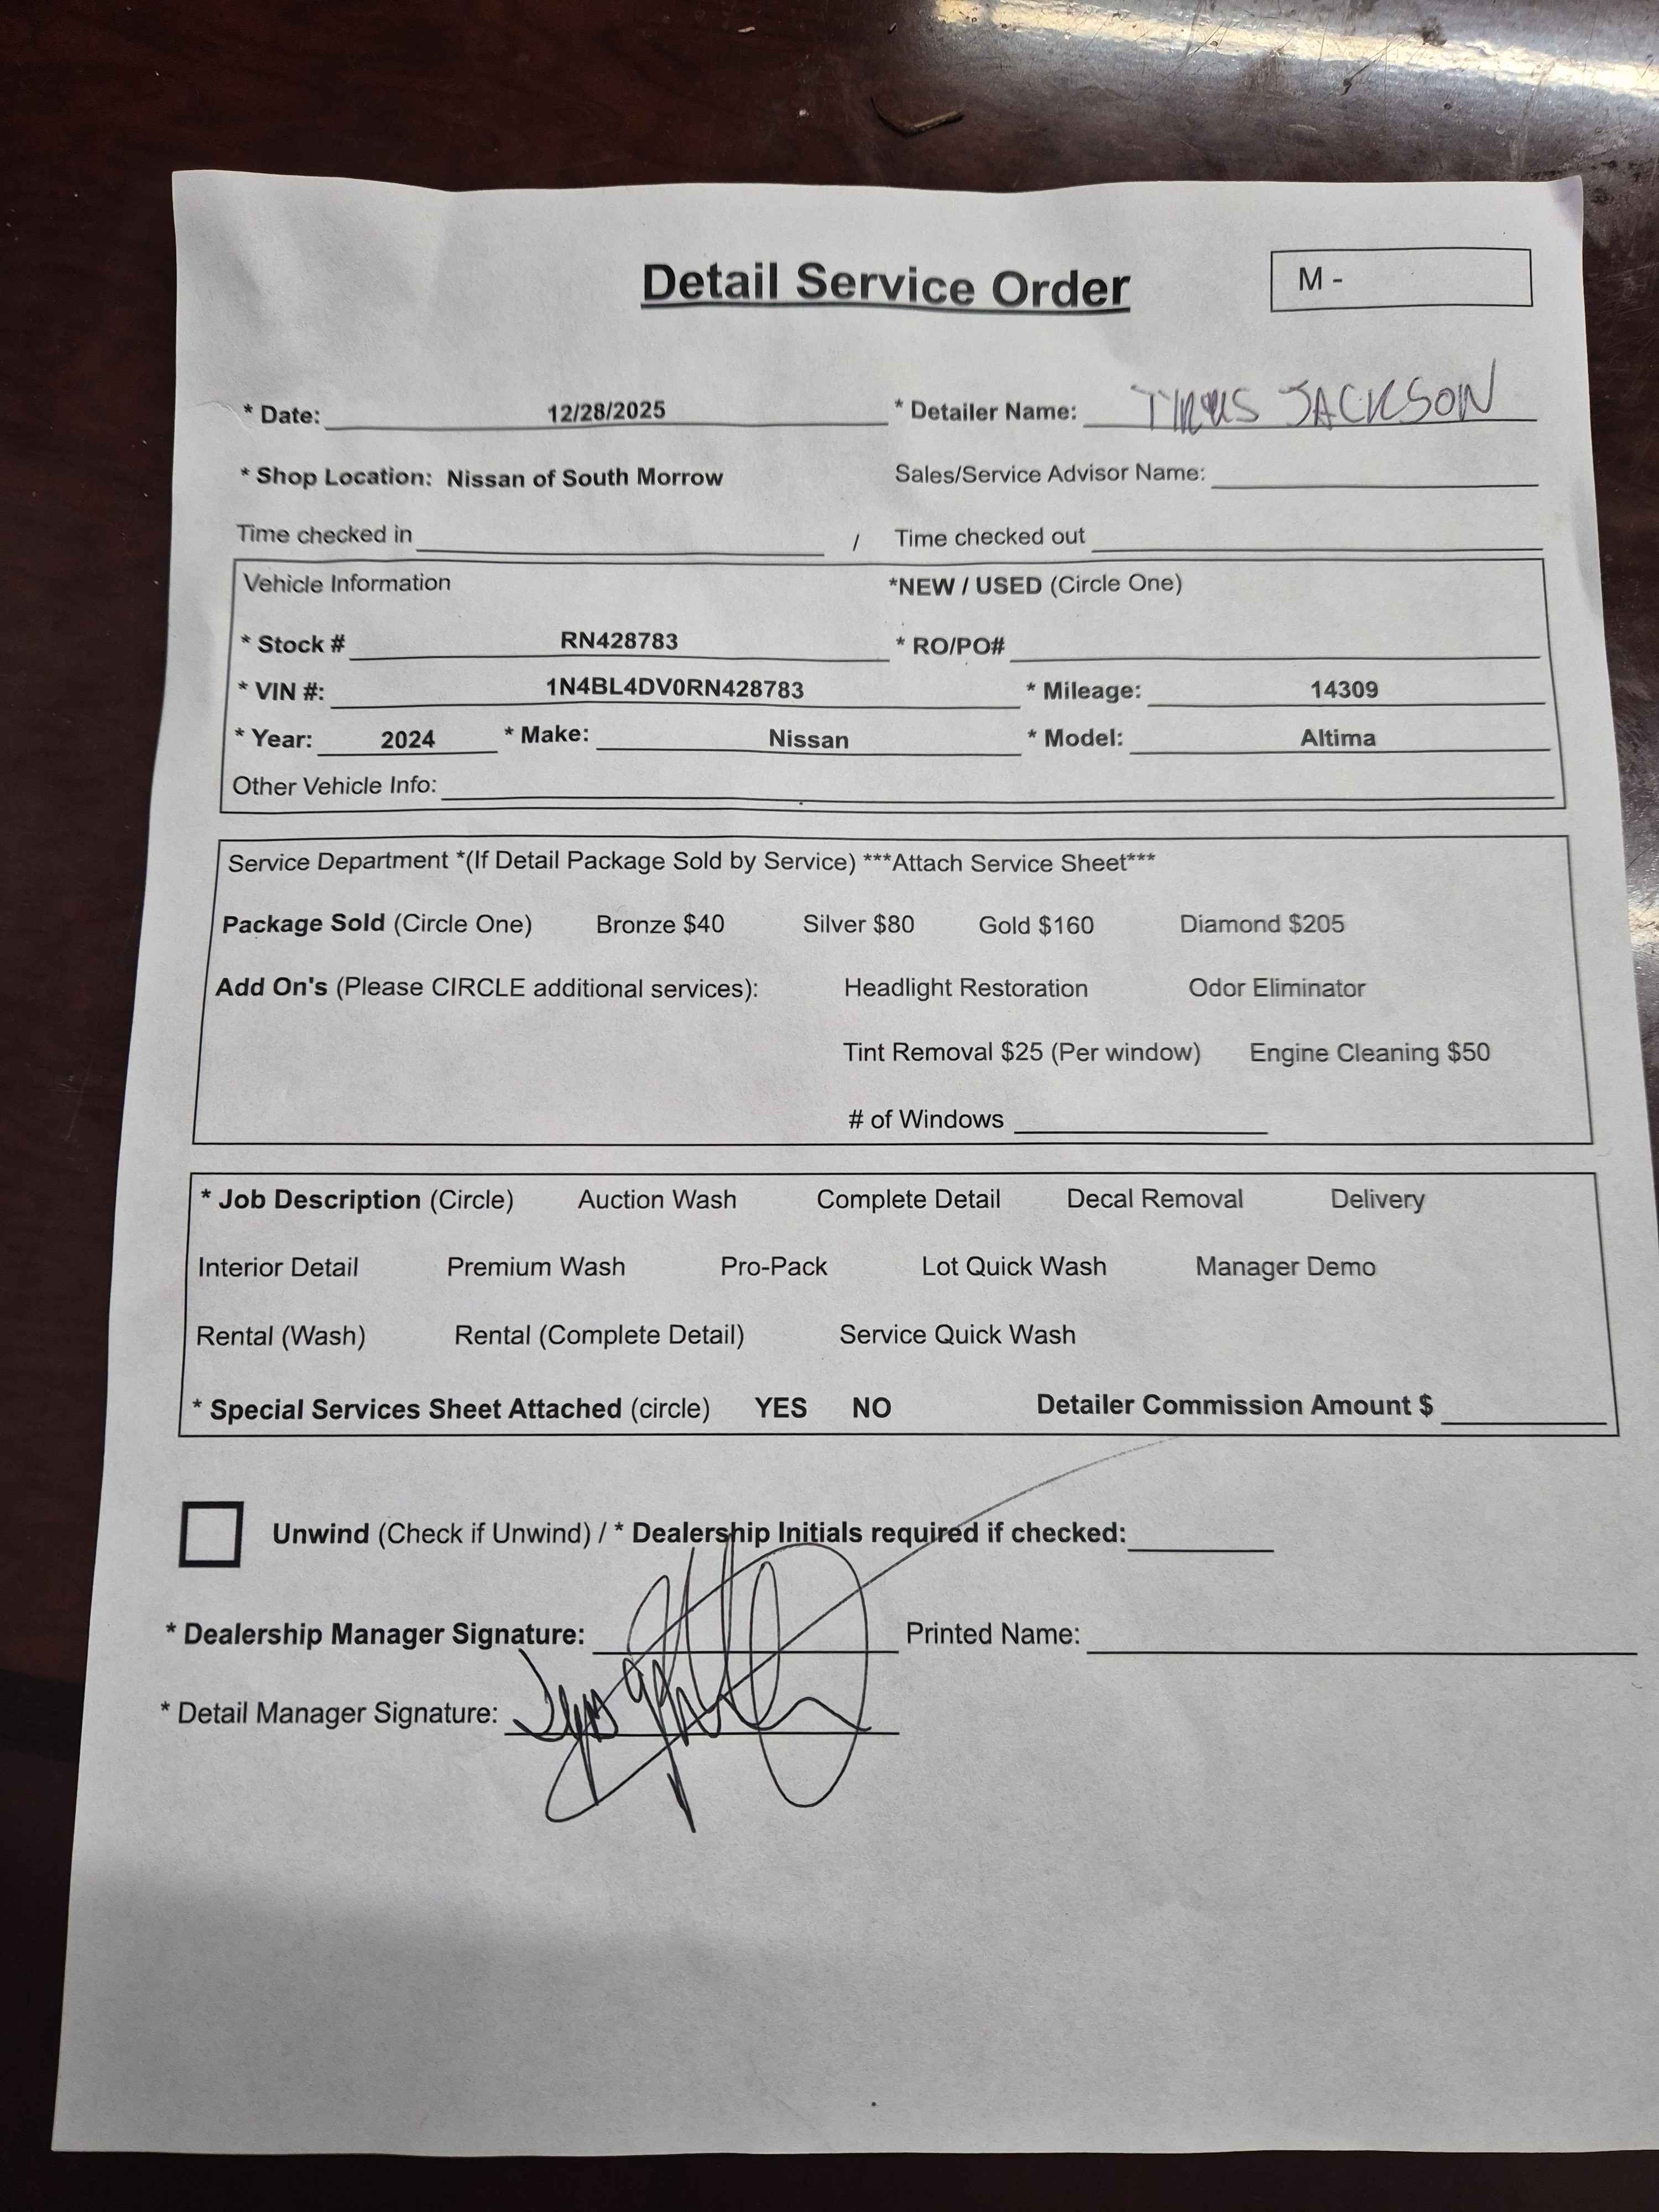 Detail Service Order
M -
* Date: 12/28/2025 * Detailer Name: JACKSON
* Shop Location: Nissan of South Morrow Sales/Service Advisor Name:
Time checked in / Time checked out
Vehicle Information *NEW / USED (Circle One)
* Stock # RN428783 * RO/PO#
* VIN #: 1N4BL4DV0RN428783 * Mileage: 14309
* Year: 2024 * Make: Nissan * Model: Altima
Other Vehicle Info:
Service Department *(If Detail Package Sold by Service) ***Attach Service Sheet***
Package Sold (Circle One) Bronze $40 Silver $80 Gold $160 Diamond $205
Add On's (Please CIRCLE additional services): Headlight Restoration Odor Eliminator
Tint Removal $25 (Per window) Engine Cleaning $50
# of Windows
* Job Description (Circle) Auction Wash Complete Detail Decal Removal Delivery
Interior Detail Premium Wash Pro-Pack Lot Quick Wash Manager Demo
Rental (Wash) Rental (Complete Detail) Service Quick Wash
* Special Services Sheet Attached (circle) YES NO Detailer Commission Amount $
Unwind (Check if Unwind) / * Dealership Initials required if checked:
* Dealership Manager Signature: Printed Name:
* Detail Manager Signature: